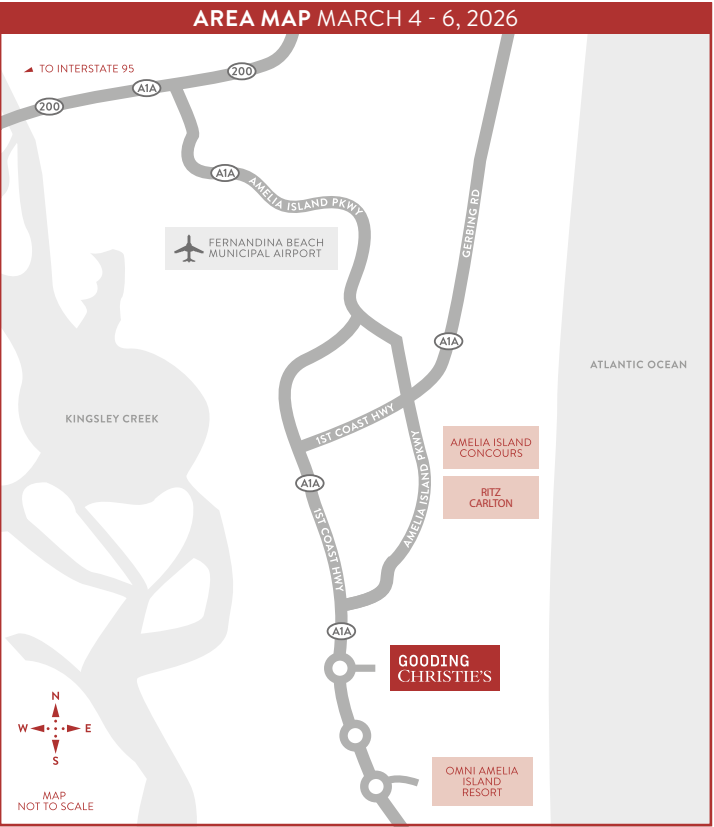 AREA MAP MARCH 4 - 6, 2026
TO INTERSTATE 95
200
A1A
200
A1A
AMELIA ISLAND PKWY
GERBING RD
FERNANDINA BEACH
MUNICIPAL AIRPORT
A1A
ATLANTIC OCEAN
KINGSLEY CREEK
1ST COAST HWY
AMELIA ISLAND
CONCOURS
AMELIA ISLAND PKWY
RITZ
CARLTON
A1A
1ST COAST HWY
A1A
GOODING
CHRISTIE'S
N
W
E
S
OMNI AMELIA
ISLAND
RESORT
MAP
NOT TO SCALE